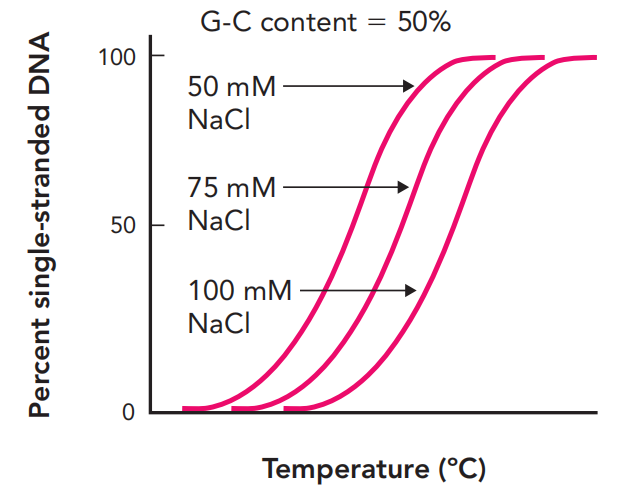 G-C content = 50%
Percent single-stranded DNA
100
50 mM
NaCl
75 mM
NaCl
50
100 mM
NaCl
0
Temperature (°C)